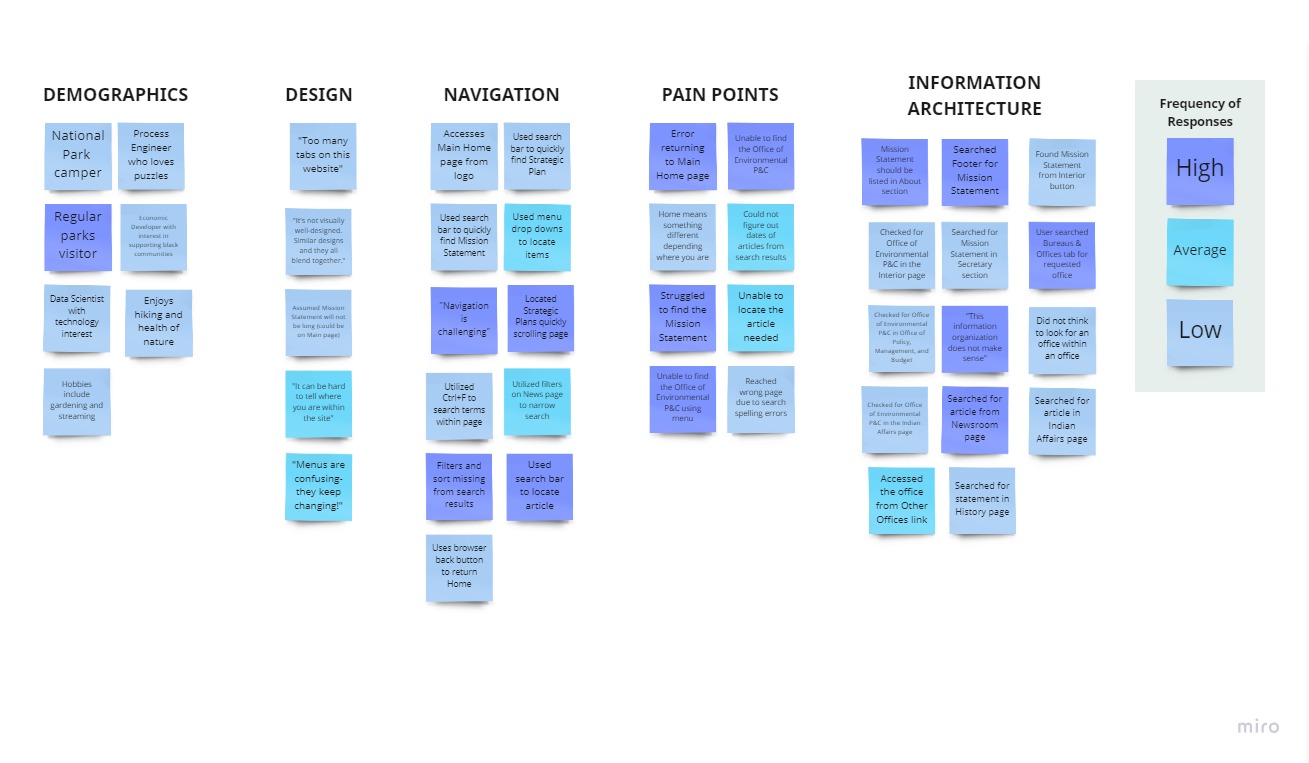 DEMOGRAPHICS
National
Park
camper
Process
Engineer
who loves
puzzles
Regular
parks
visitor
Economic
Developer with
interest in
supporting black
communities
Data Scientist
with
technology
interest
Enjoys
hiking and
health of
nature
Hobbies
include
gardening and
streaming
DESIGN
"Too many
tabs on this
website"
"It's not visually
well-designed.
Similar designs
and they all
blend together."
Assumed Mission
Statement will not
be long (could be
on Main page)
"It can be hard
to tell where
you are within
the site"
"Menus are
confusing-
they keep
changing!"
NAVIGATION
Accesses
Main Home
page from
logo
Used search
bar to quickly
find Strategic
Plan
Used search
bar to quickly
find Mission
Statement
Used menu
drop downs
to locate
items
"Navigation
is
challenging"
Located
Strategic
Plans quickly
scrolling page
Utilized
Ctrl+F to
search terms
within page
Utilized filters
on News page
to narrow
search
Filters and
sort missing
from search
results
Used
search bar
to locate
article
Uses browser
back button
to return
Home
PAIN POINTS
Error
returning
to Main
Home page
Unable to find
the Office of
Environmental
P&C
Home means
something
different
depending
where you are
Could not
figure out
dates of
articles from
search results
Struggled
to find the
Mission
Statement
Unable to
locate the
article
needed
Unable to find
the Office of
Environmental
P&C using
menu
Reached
wrong page
due to search
spelling errors
INFORMATION
ARCHITECTURE
Mission
Statement
should be
listed in About
section
Searched
Footer for
Mission
Statement
Found Mission
Statement
from Interior
button
Checked for
Office of
Environmental
P&C in the
Interior page
Searched for
Mission
Statement in
Secretary
section
User searched
Bureaus &
Offices tab for
requested
office
Checked for Office
of Environmental
P&C in Office of
Policy,
Management, and
Budget
"This
information
organization
does not make
sense"
Did not think
to look for an
office within
an office
Checked for Office
of Environmental
P&C in the Indian
Affairs page
Searched for
article from
Newsroom
page
Searched for
article in
Indian
Affairs page
Accessed
the office
from Other
Offices link
Searched for
statement in
History page
Frequency of
Responses
High
Average
Low
miro